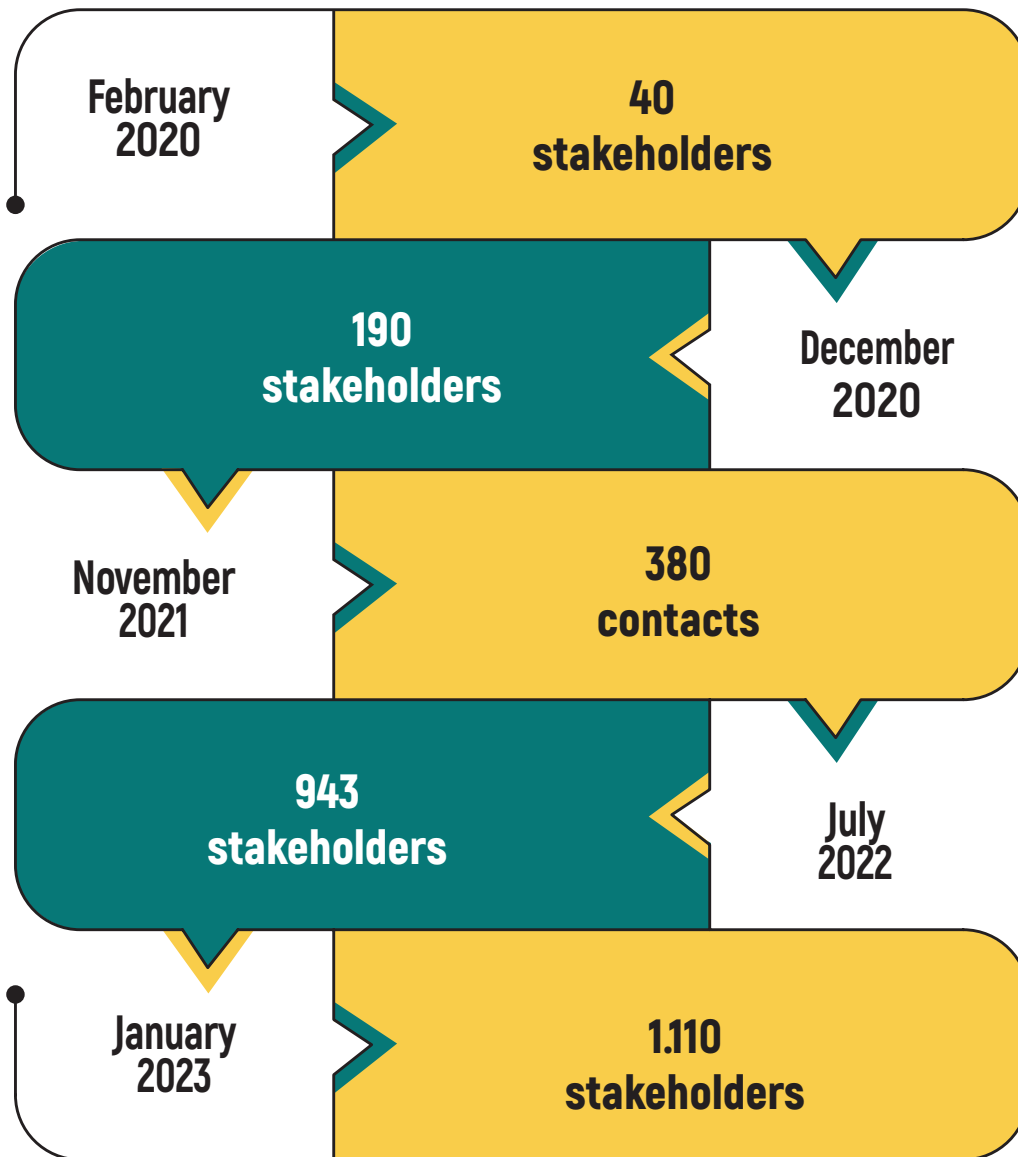 February
2020
40
stakeholders
190
stakeholders
December
2020
November
2021
380
contacts
943
stakeholders
July
2022
January
2023
1.110
stakeholders